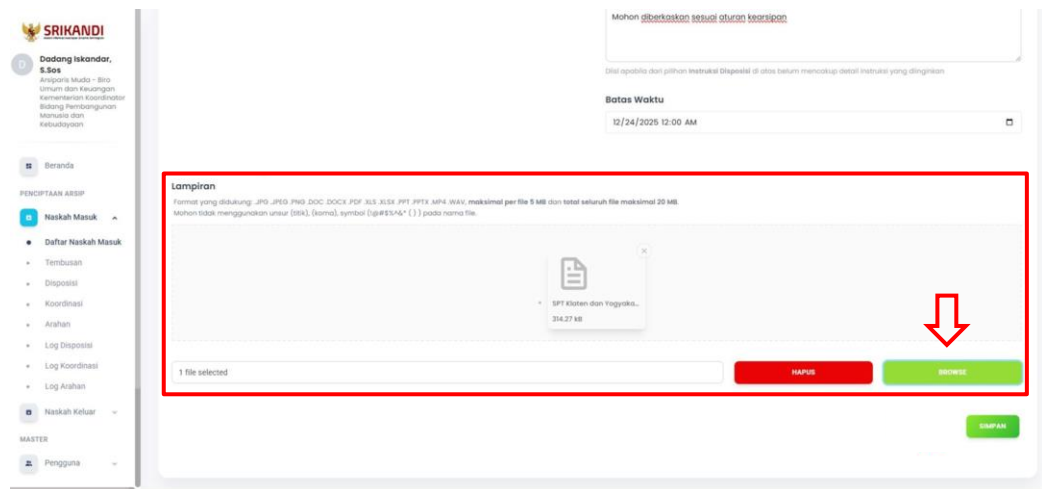 SRIKANDI
D
Dadang Iskandar,
S.Sos
Arsiparis Muda - Biro
Umum dan Keuangan
Kementerian Koordinator
Bidang Pembangunan
Manusia dan
Kebudayaan
Beranda
PENCIPTAAN ARSIP
Naskah Masuk
Daftar Naskah Masuk
Tembusan
Disposisi
Koordinasi
Arahan
Log Disposisi
Log Koordinasi
Log Arahan
Naskah Keluar
MASTER
Pengguna
Mohon diberkaskan sesuai aturan kearsipan
Diisi apabila dari pilihan Instruksi Disposisi di atas belum mencakup detail instruksi yang diinginkan
Batas Waktu
12/24/2025 12:00 AM
Lampiran
Format yang didukung: .JPG .JPEG .PNG .DOC .DOCX .PDF .XLS .XLSX .PPT .PPTX .MP4 .WAV, maksimal per file 5 MB dan total seluruh file maksimal 20 MB.
Mohon tidak menggunakan unsur (titik), (koma), symbol (!@#$%^&* ( ) ) pada nama file.
SPT Klaten dan Yogyaka...
314.27 kB
1 file selected
HAPUS
BROWSE
SIMPAN